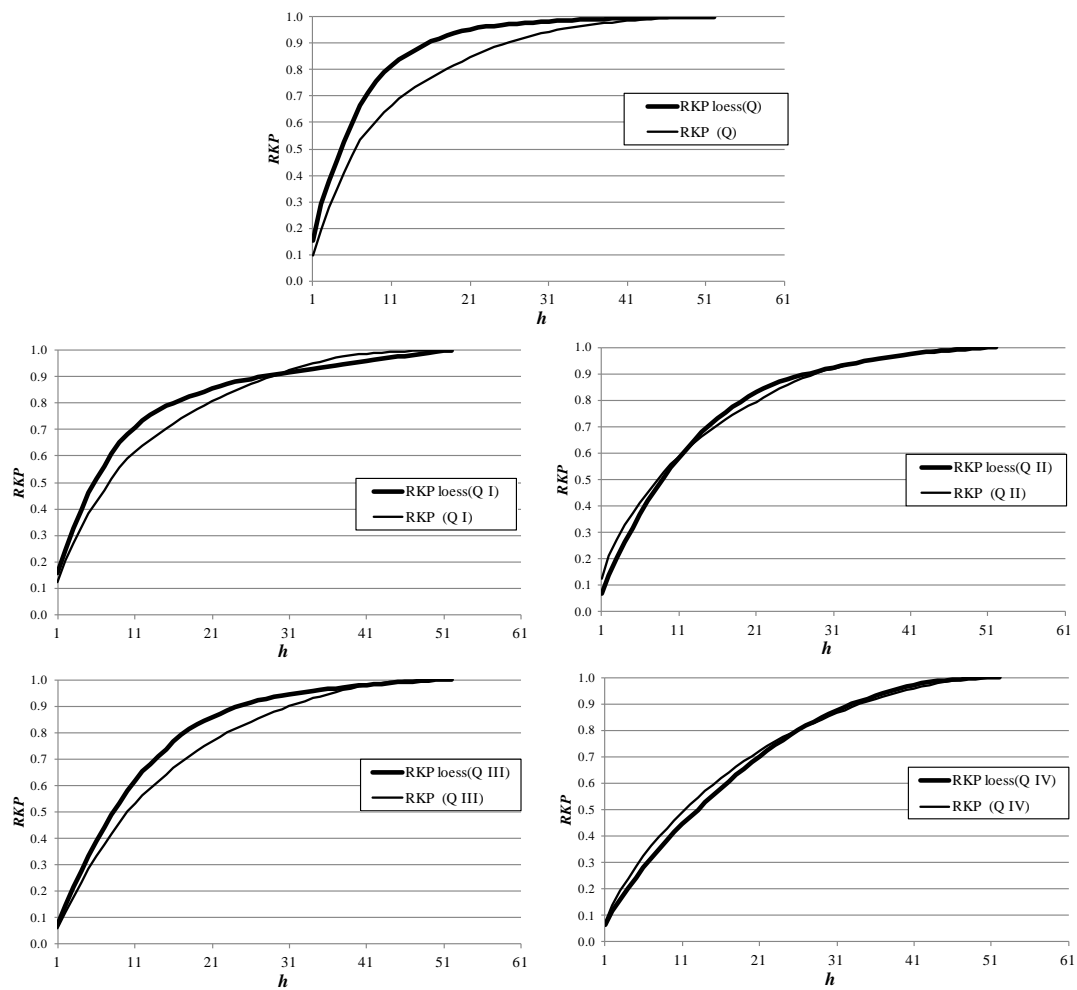 1.0
0.9
0.8
0.7
0.6
0.5
0.4
0.3
0.2
0.1
0.0
RKP
RKP loess(Q)
RKP (Q)
1 11 21 31 41 51 61
h
1.0
0.9
0.8
0.7
0.6
0.5
0.4
0.3
0.2
0.1
0.0
RKP
RKP loess(Q I)
RKP (Q I)
1 11 21 31 41 51 61
h
1.0
0.9
0.8
0.7
0.6
0.5
0.4
0.3
0.2
0.1
0.0
RKP
RKP loess(Q II)
RKP (Q II)
1 11 21 31 41 51 61
h
1.0
0.9
0.8
0.7
0.6
0.5
0.4
0.3
0.2
0.1
0.0
RKP
RKP loess(Q III)
RKP (Q III)
1 11 21 31 41 51 61
h
1.0
0.9
0.8
0.7
0.6
0.5
0.4
0.3
0.2
0.1
0.0
RKP
RKP loess(Q IV)
RKP (Q IV)
1 11 21 31 41 51 61
h